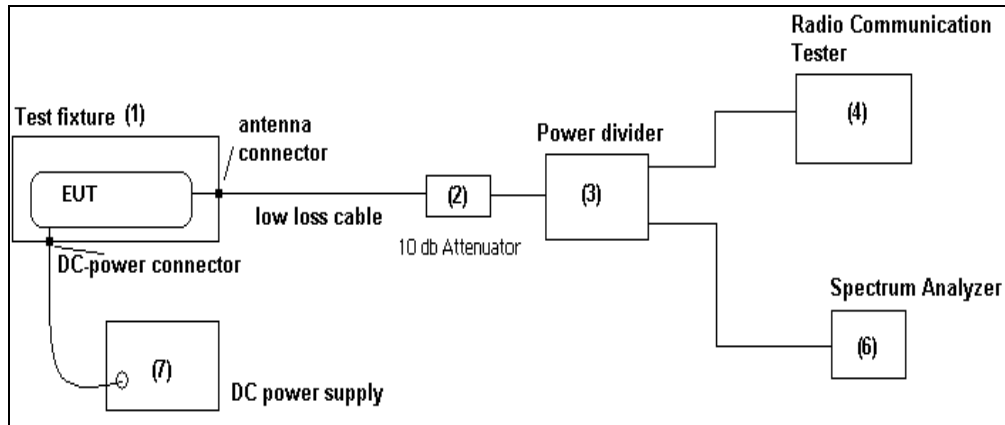 Radio Communication
Tester
(4)
Test fixture (1)
antenna
connector
Power divider
EUT
(2)
(3)
low loss cable
10 db Attenuator
DC-power connector
Spectrum Analyzer
(6)
(7)
DC power supply